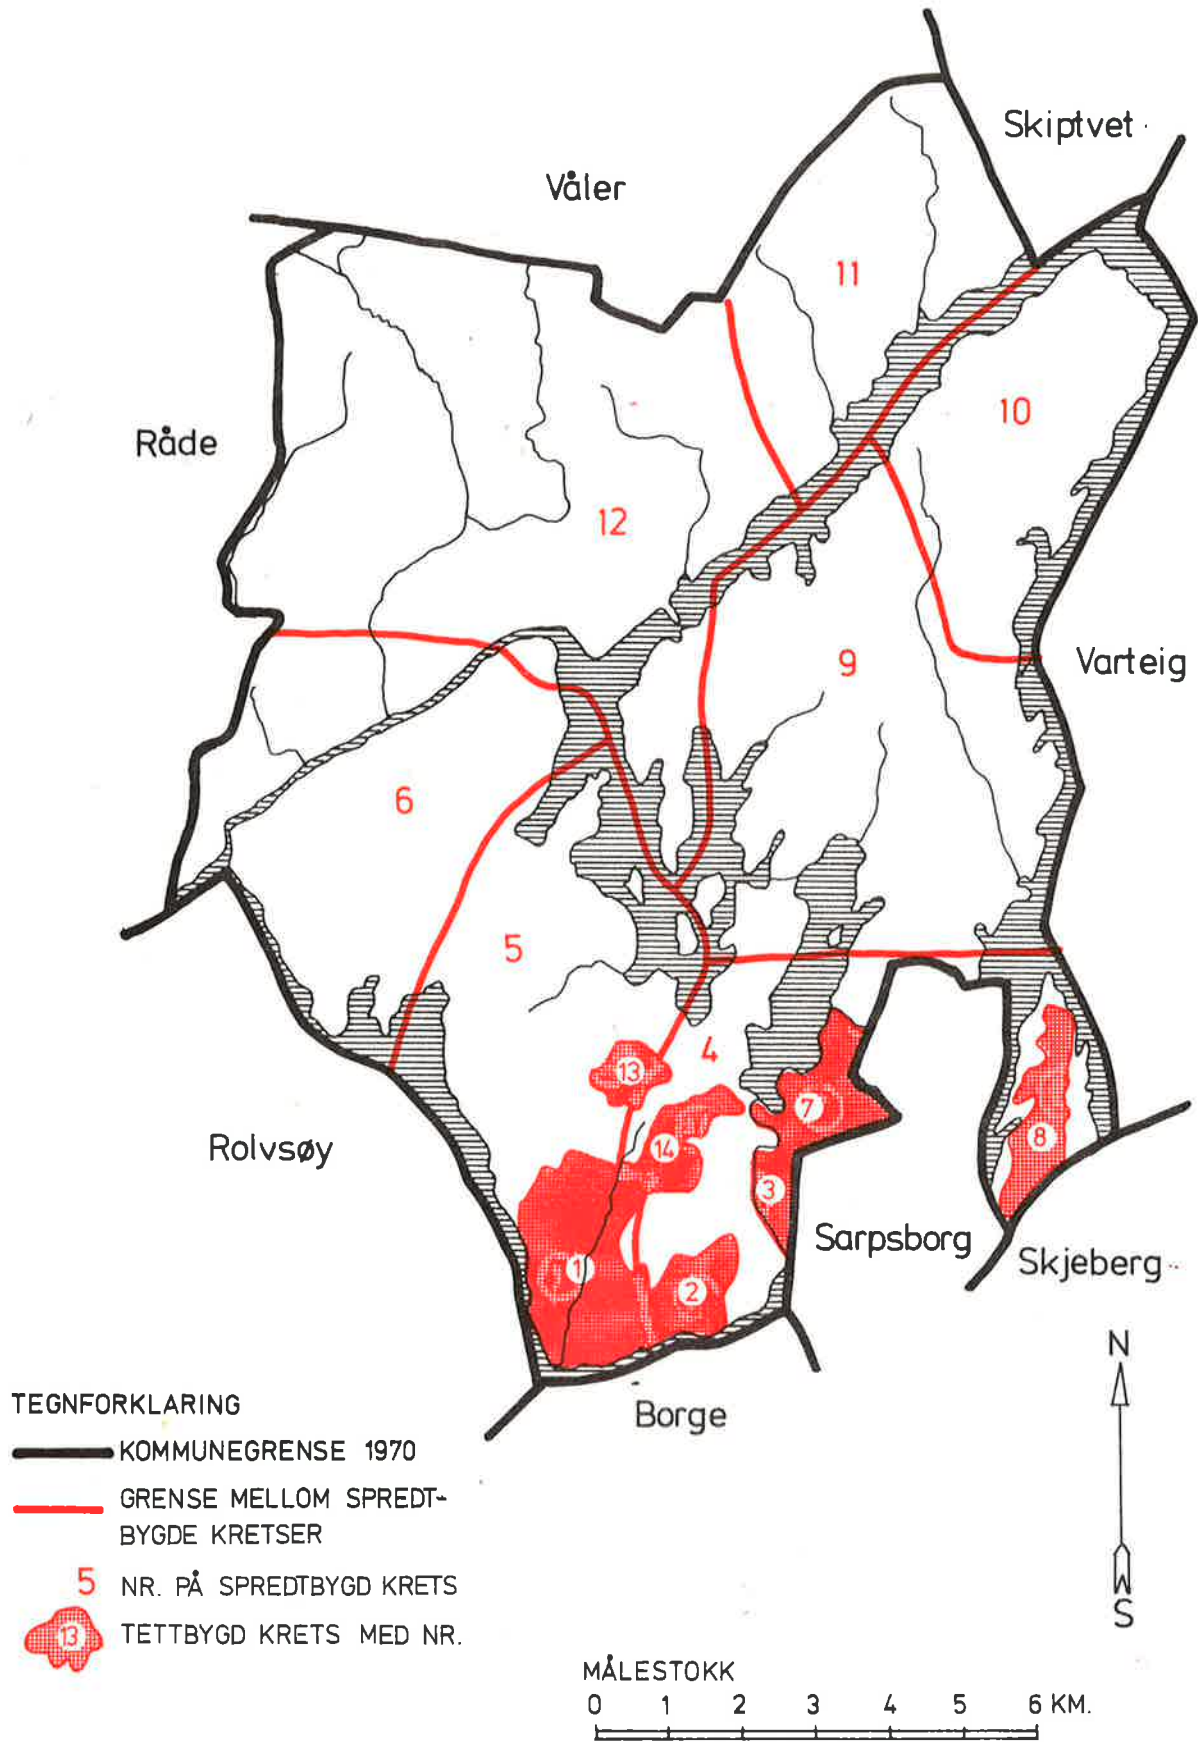 Skiptvet
Våler
11
10
Råde
12
9
Varteig
6
5
4
13
7
14
8
3
Rolvsøy
Sarpsborg
Skjeberg
1
2
N
Borge
TEGNFORKLARING
KOMMUNEGRENSE 1970
GRENSE MELLOM SPREDT-
BYGDE KRETSER
5 NR. PÅ SPREDTBYGD KRETS
S
13 TETTBYGD KRETS MED NR.
MÅLESTOKK
0 1 2 3 4 5 6 KM.